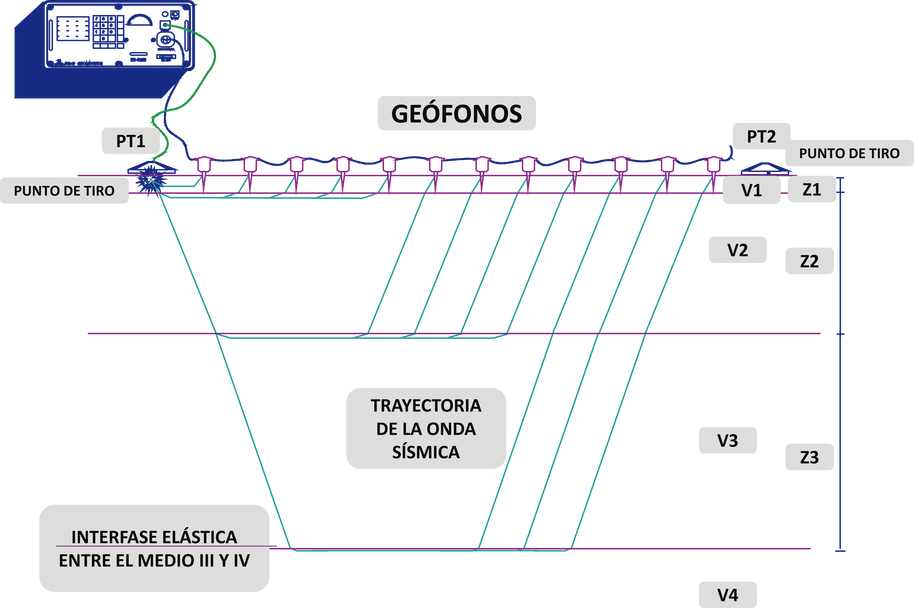 GEÓFONOS
PT1
PT2
PUNTO DE TIRO
PUNTO DE TIRO
V1
Z1
V2
Z2
TRAYECTORIA
DE LA ONDA
SÍSMICA
V3
Z3
INTERFASE ELÁSTICA
ENTRE EL MEDIO III Y IV
V4